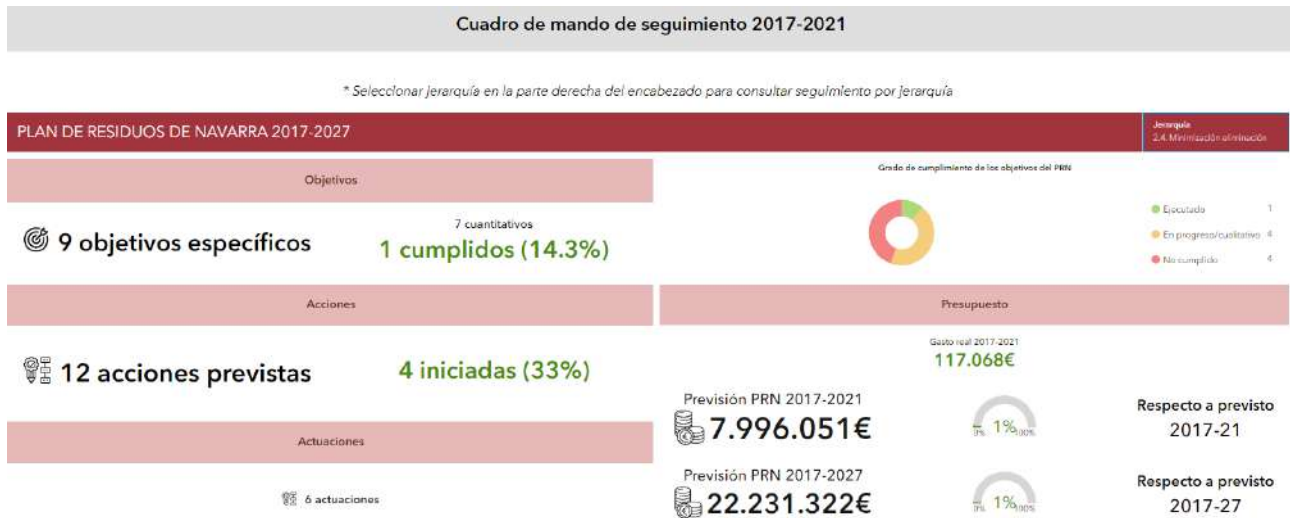 Cuadro de mando de seguimiento 2017-2021
* Seleccionar jerarquía en la parte derecha del encabezado para consultar seguimiento por jerarquía
PLAN DE RESIDUOS DE NAVARRA 2017-2027
Jerarquía
2.4. Minimización eliminación
Objetivos
9 objetivos específicos
7 cuantitativos
1 cumplidos (14.3%)
Grado de cumplimiento de los objetivos del PRN
Ejecutado 1
En progreso/cualitativo 4
No cumplido 4
Acciones
12 acciones previstas
4 iniciadas (33%)
Actuaciones
6 actuaciones
Presupuesto
Gasto real 2017-2021
117.068€
Previsión PRN 2017-2021
7.996.051€
0% 1% 100%
Respecto a previsto
2017-21
Previsión PRN 2017-2027
22.231.322€
0% 1% 100%
Respecto a previsto
2017-27